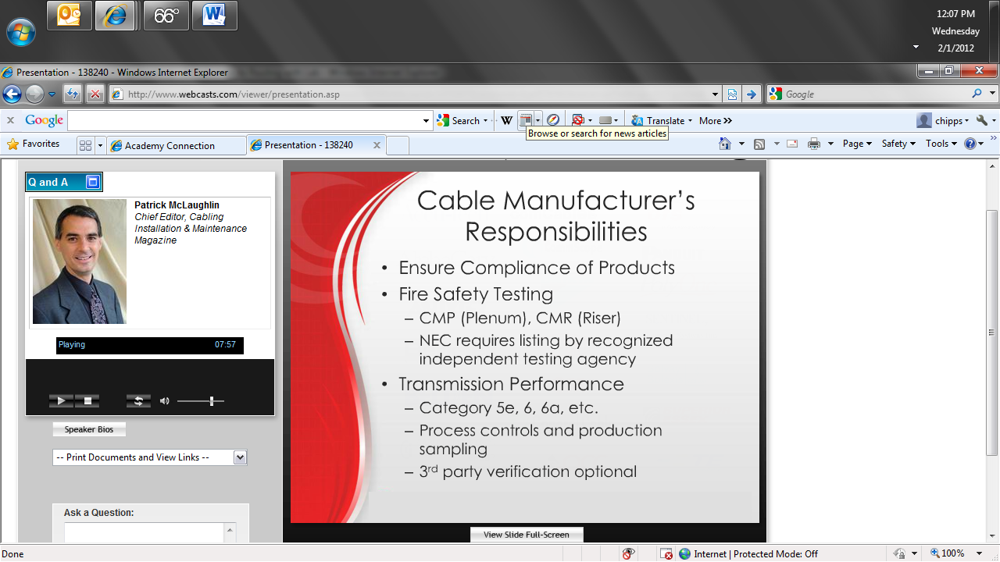 66°
12:07 PM
Wednesday
2/1/2012
Presentation - 138240 - Windows Internet Explorer
http://www.webcasts.com/viewer/presentation.asp
Google
X Google
Search
W
Translate
More »
chipps
Browse or search for news articles
Favorites
Academy Connection
Presentation - 138240
Page
Safety
Tools
Q and A
Patrick McLaughlin
Chief Editor, Cabling
Installation & Maintenance
Magazine
Playing 07:57
Speaker Bios
-- Print Documents and View Links --
Ask a Question:
Cable Manufacturer's
Responsibilities
• Ensure Compliance of Products
• Fire Safety Testing
– CMP (Plenum), CMR (Riser)
– NEC requires listing by recognized
independent testing agency
• Transmission Performance
– Category 5e, 6, 6a, etc.
– Process controls and production
sampling
– 3rd party verification optional
View Slide Full-Screen
Done
Internet | Protected Mode: Off
100%